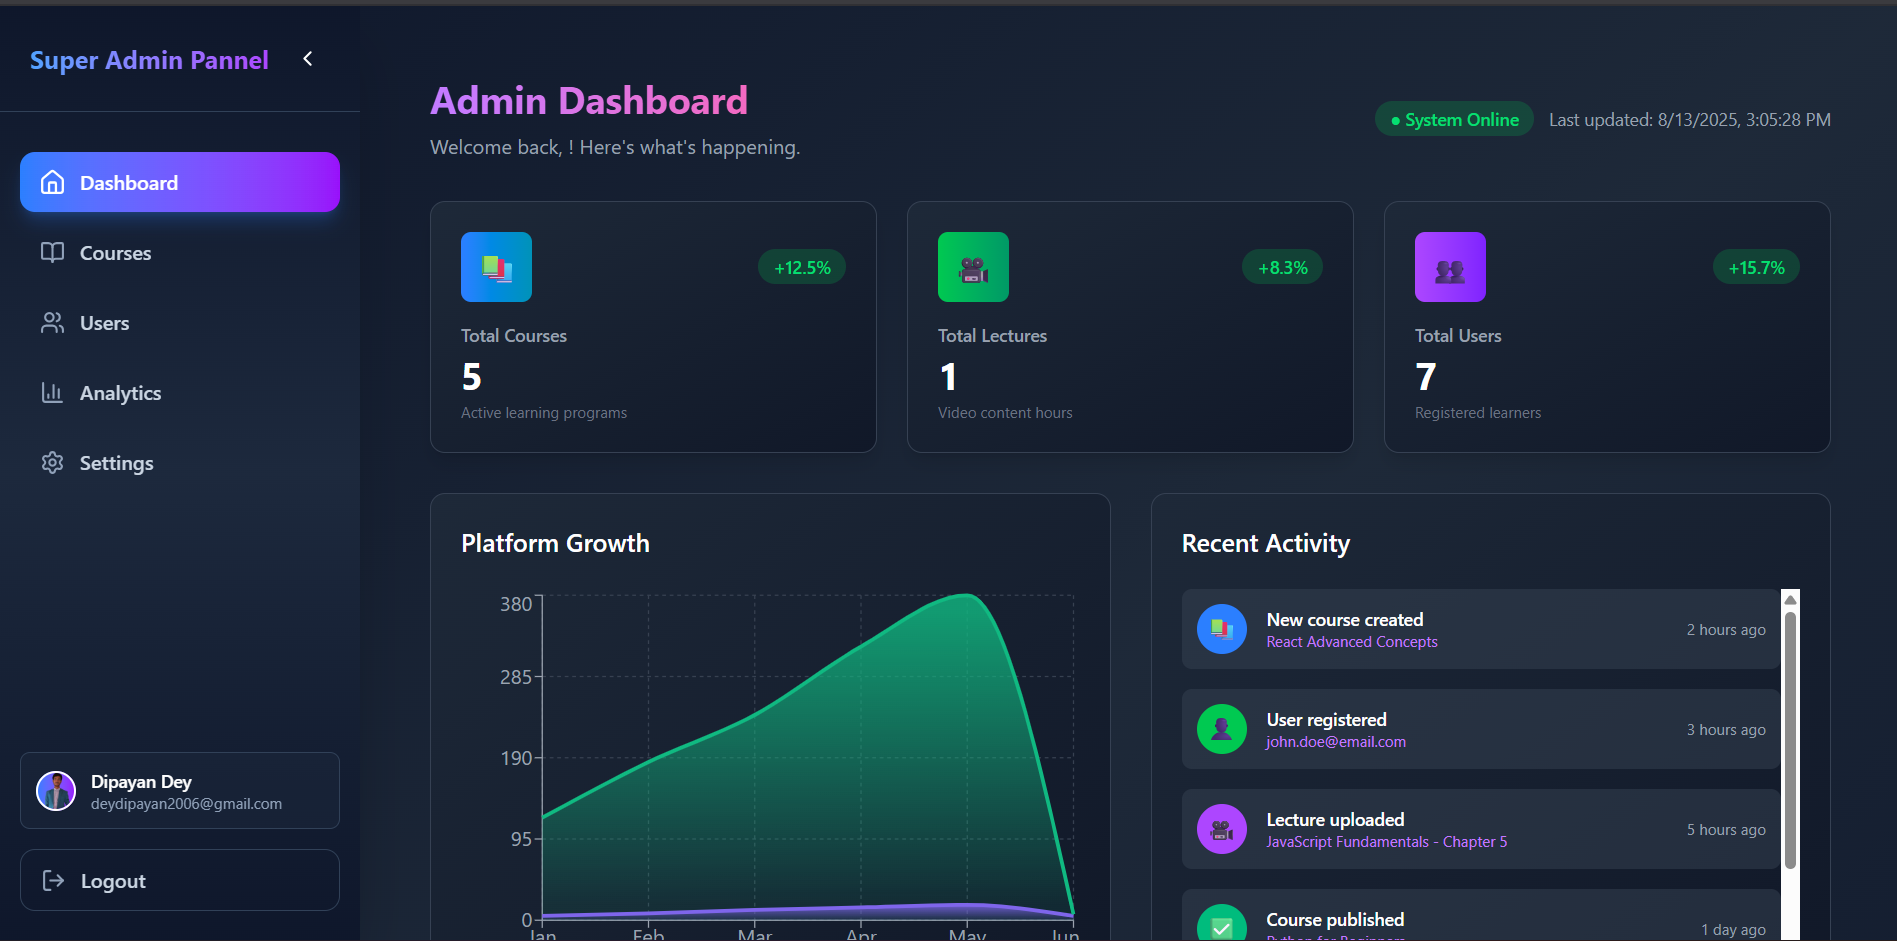 Super Admin Pannel
Dashboard
Courses
Users
Analytics
Settings
Dipayan Dey
deydipayan2006@gmail.com
Logout
Admin Dashboard
Welcome back, ! Here's what's happening.
System Online
Last updated: 8/13/2025, 3:05:28 PM
+12.5%
Total Courses
5
Active learning programs
+8.3%
Total Lectures
1
Video content hours
+15.7%
Total Users
7
Registered learners
Platform Growth
380
285
190
95
0
Jan Feb Mar Apr May Jun
Recent Activity
New course created
React Advanced Concepts
2 hours ago
User registered
john.doe@email.com
3 hours ago
Lecture uploaded
JavaScript Fundamentals - Chapter 5
5 hours ago
Course published
Python for Beginners
1 day ago